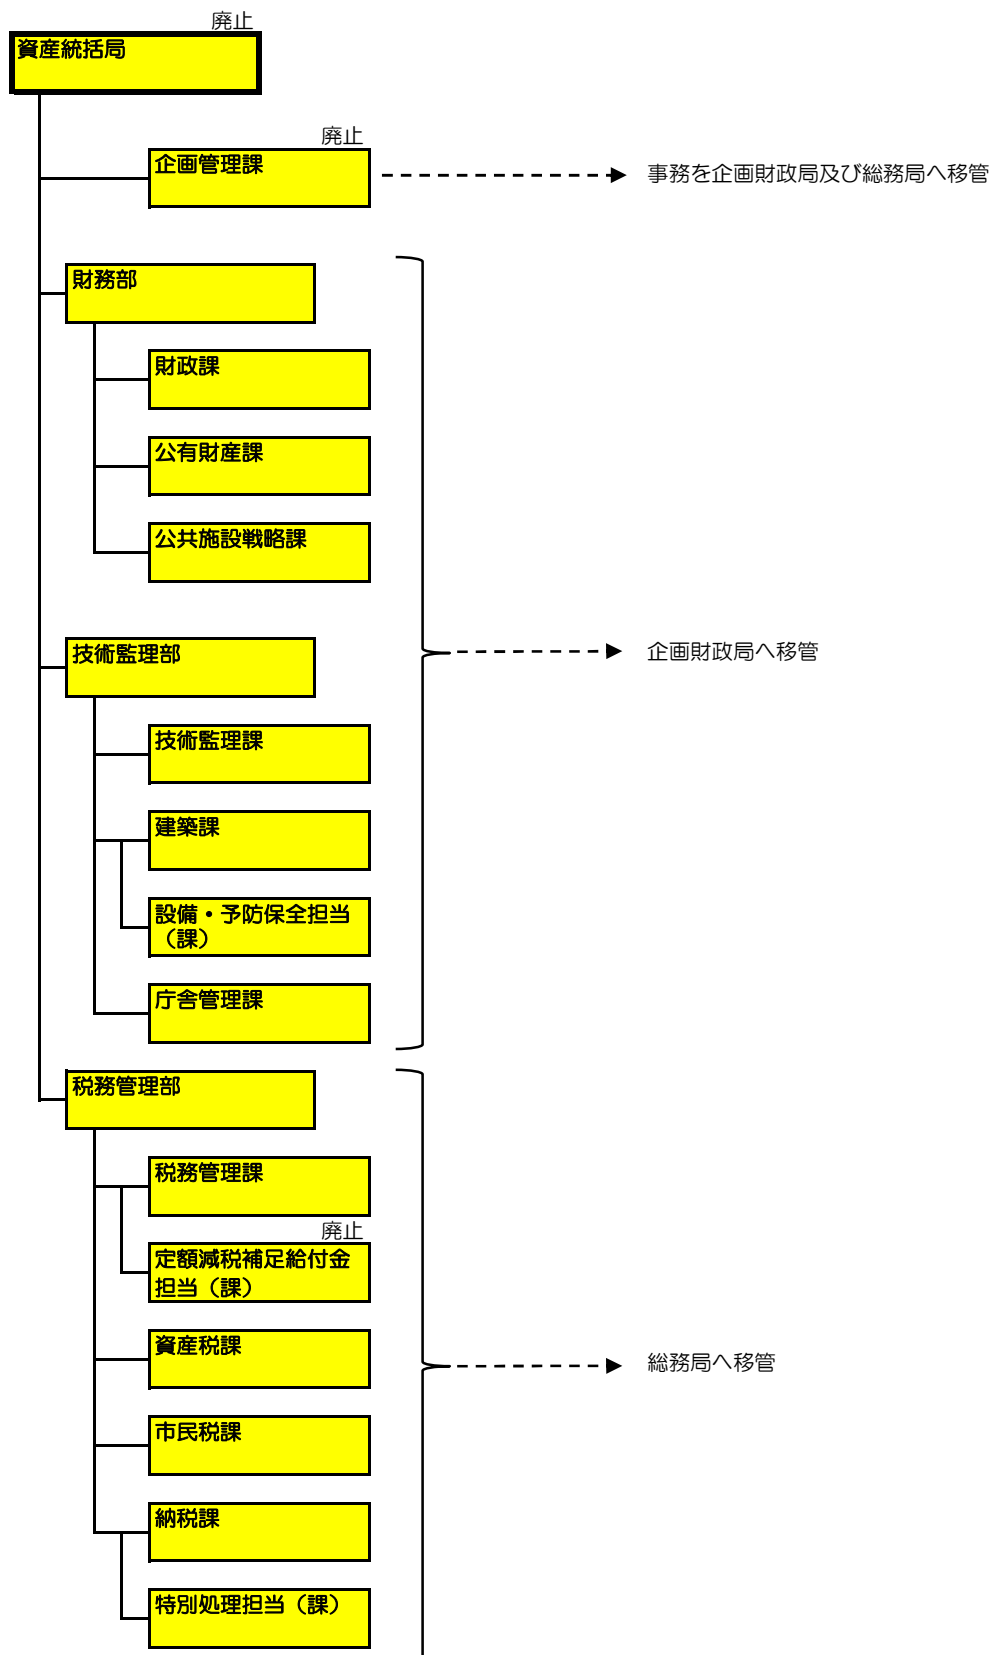 廃止
資産統括局
廃止
企画管理課
事務を企画財政局及び総務局へ移管
財務部
財政課
公有財産課
公共施設戦略課
技術監理部
企画財政局へ移管
技術監理課
建築課
設備・予防保全担当
（課）
庁舎管理課
税務管理部
税務管理課
廃止
定額減税補足給付金
担当（課）
資産税課
総務局へ移管
市民税課
納税課
特別処理担当（課）